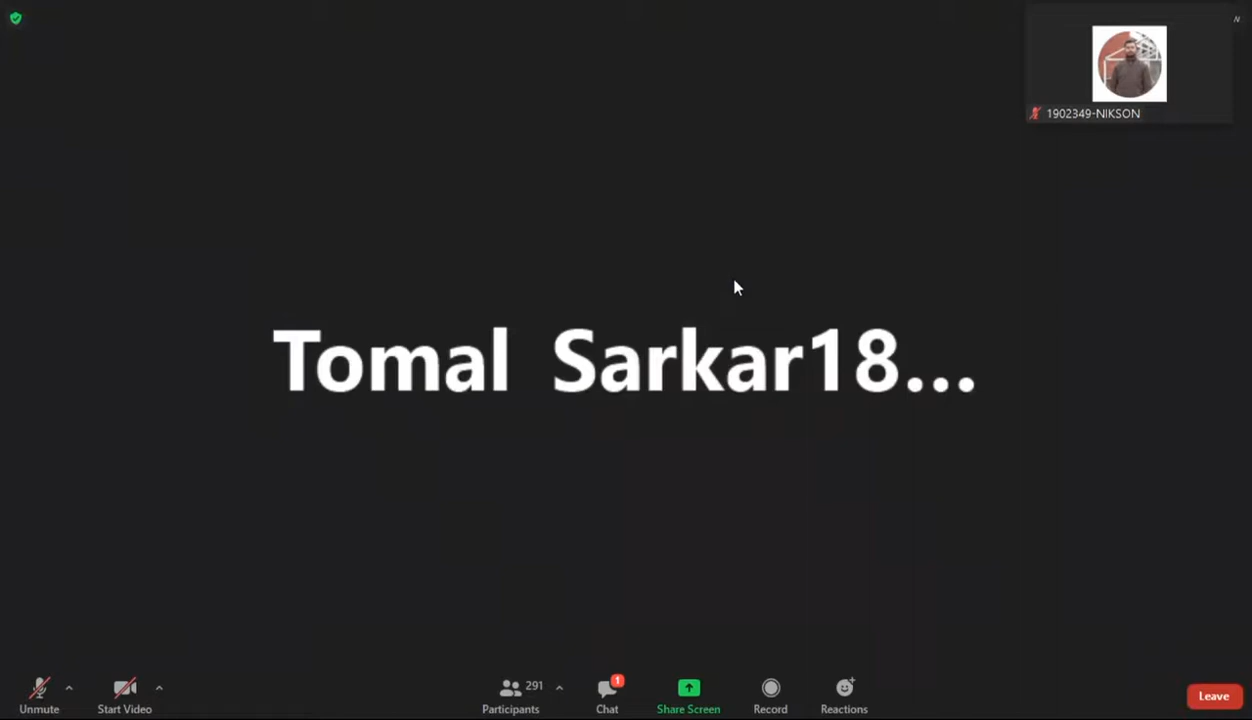 1902349-NIKSON
Tomal Sarkar18...
Unmute
Start Video
291
Participants
1
Chat
Share Screen
Record
Reactions
Leave